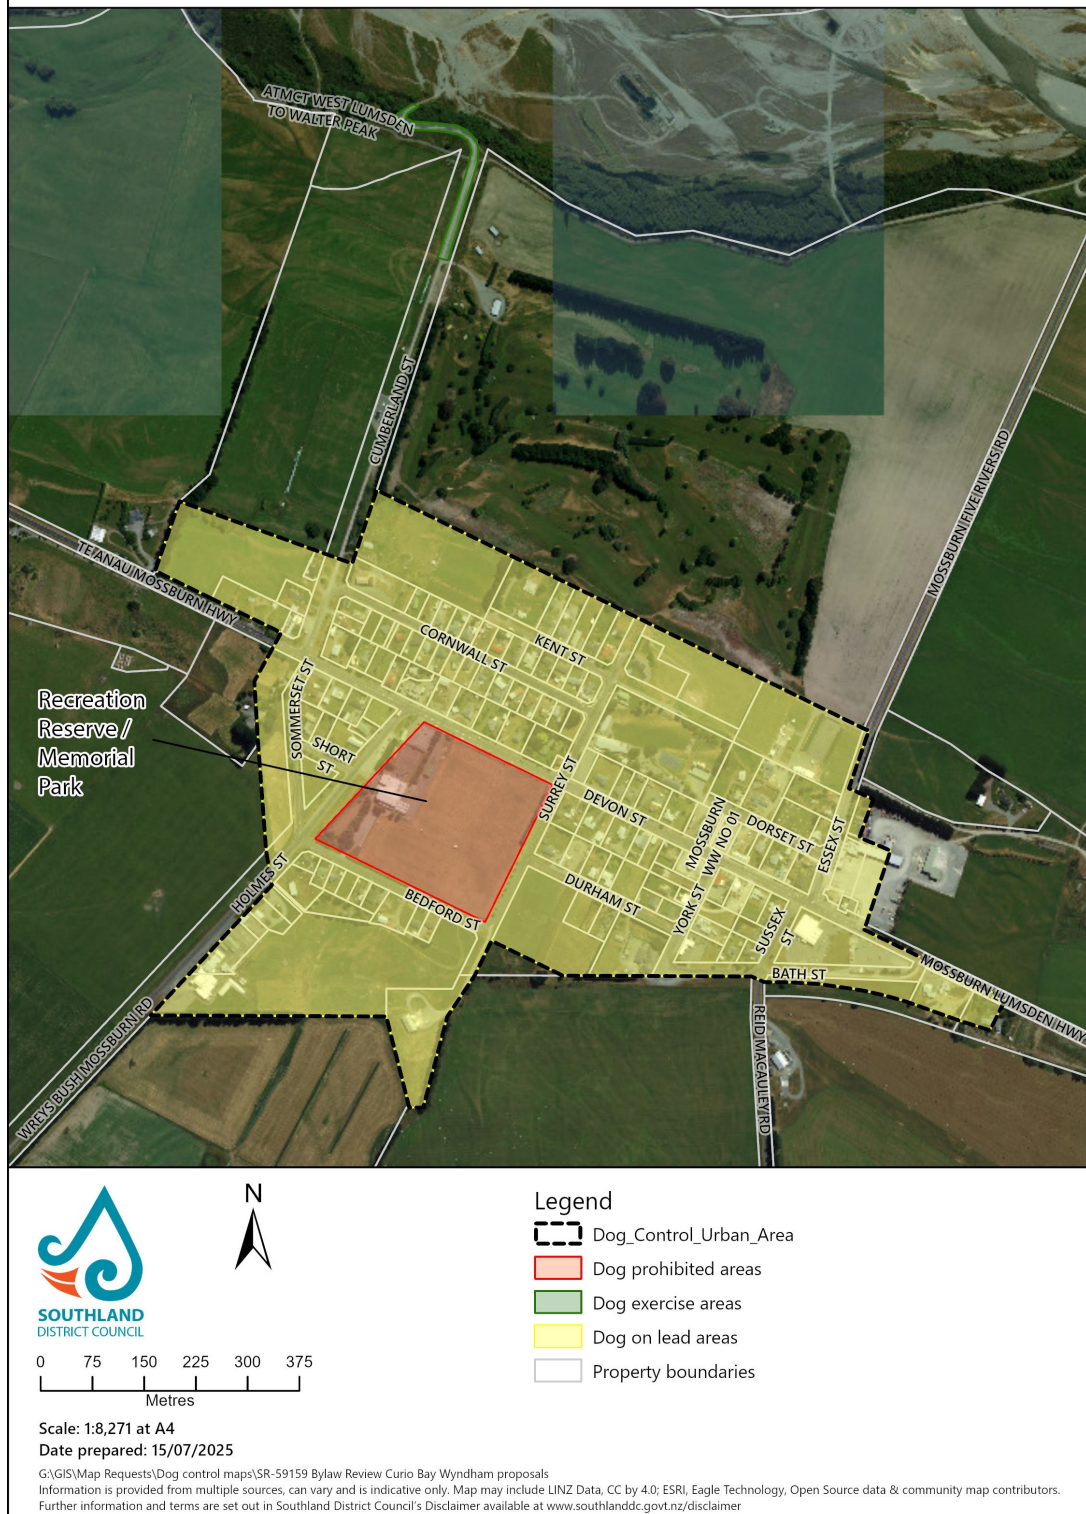 ATMCT WEST LUMSDEN
TO WALTER PEAK
CUMBERLAND ST
MOSSBURN FIVE RIVERS RD
TE ANAU MOSSBURN HWY
CORNWALL ST
KENT ST
SOMMERSET ST
Recreation
Reserve /
Memorial
Park
SHORT
ST
SURREY ST
DEVON ST
MOSSBURN
WW NO 01
DORSET ST
ESSEX ST
HOLMES ST
BEDFORD ST
DURHAM ST
YORK ST
SUSSEX
ST
BATH ST
MOSSBURN LUMSDEN HWY
WREYS BUSH MOSSBURN RD
REID MACAULEY RD
SOUTHLAND
DISTRICT COUNCIL
N
Legend
Dog_Control_Urban_Area
Dog prohibited areas
Dog exercise areas
Dog on lead areas
Property boundaries
0 75 150 225 300 375
Metres
Scale: 1:8,271 at A4
Date prepared: 15/07/2025
G:\GIS\Map Requests\Dog control maps\SR-59159 Bylaw Review Curio Bay Wyndham proposals
Information is provided from multiple sources, can vary and is indicative only. Map may include LINZ Data, CC by 4.0; ESRI, Eagle Technology, Open Source data & community map contributors.
Further information and terms are set out in Southland District Council's Disclaimer available at www.southlanddc.govt.nz/disclaimer